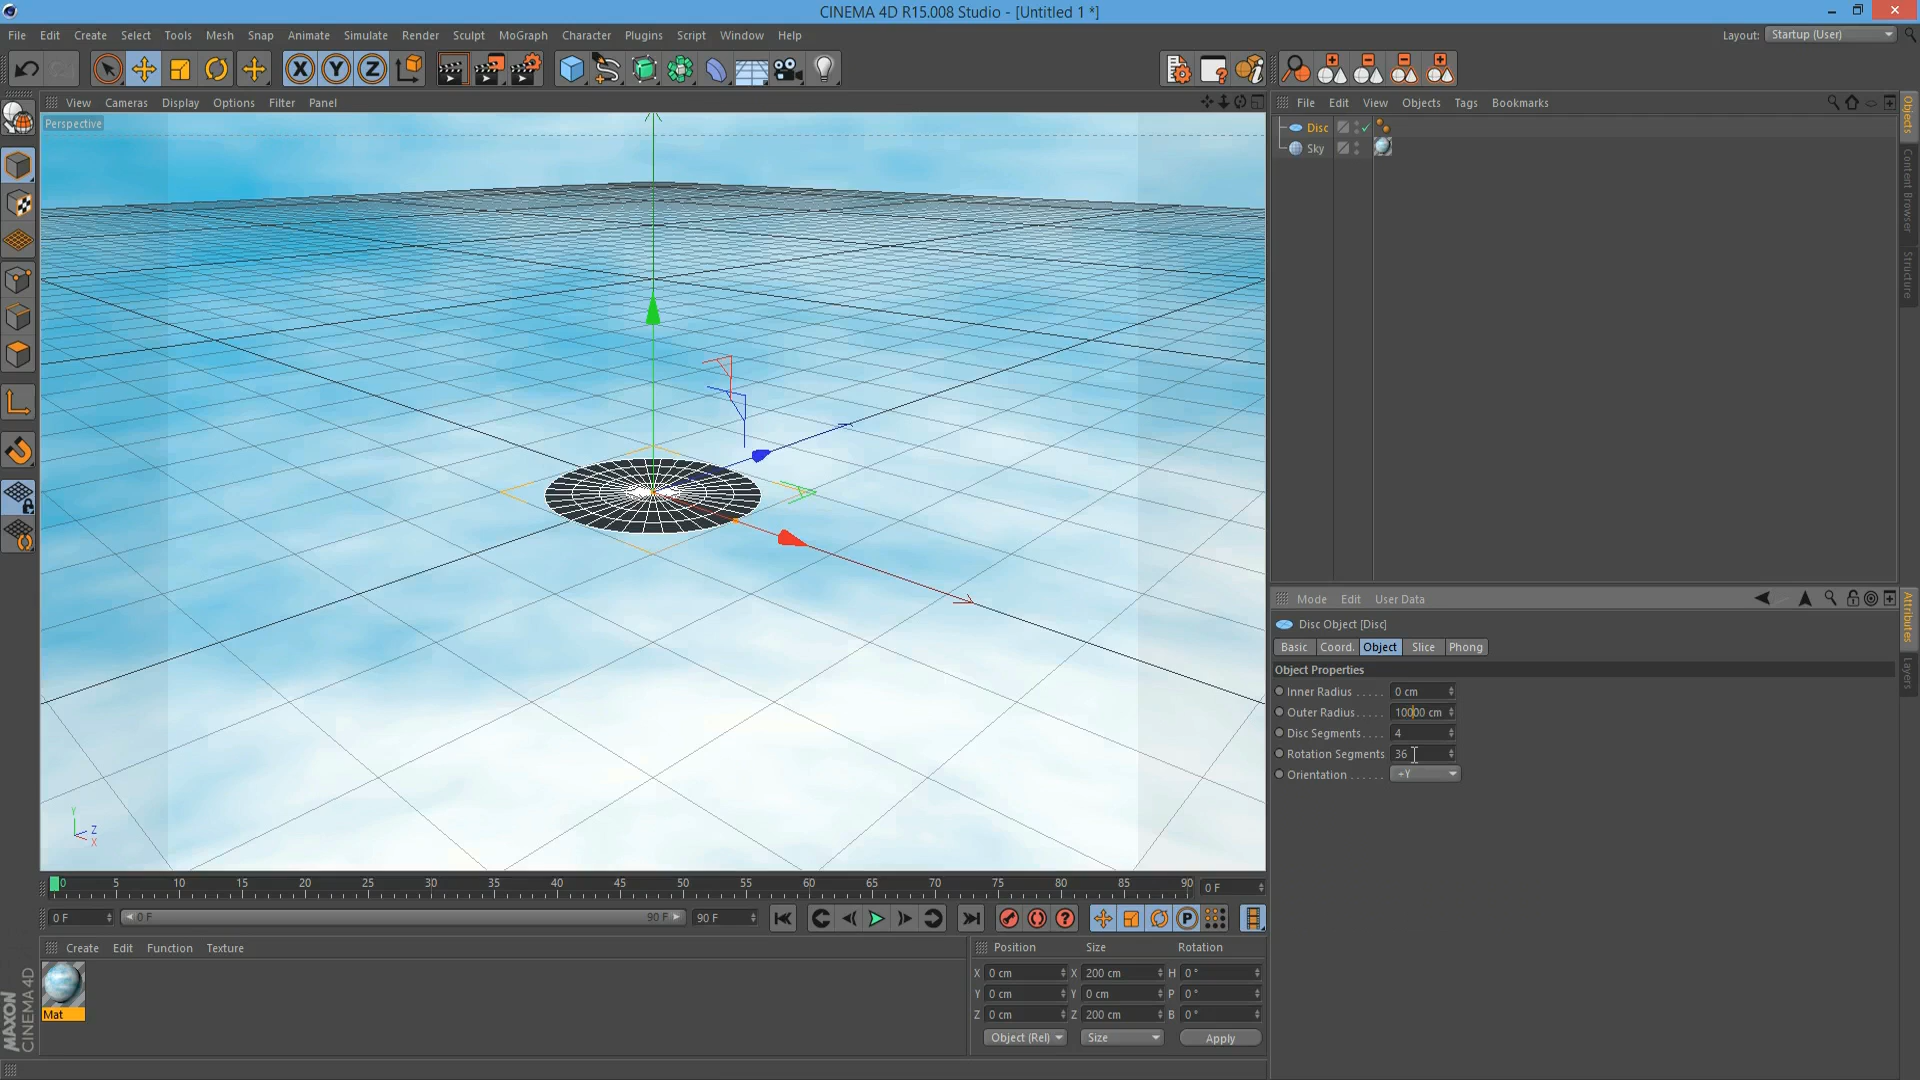 CINEMA 4D R15.008 Studio - [Untitled 1 *]
File Edit Create Select Tools Mesh Snap Animate Simulate Render Sculpt MoGraph Character Plugins Script Window Help
Layout: Startup (User)
View Cameras Display Options Filter Panel
Perspective
File Edit View Objects Tags Bookmarks
Disc
Sky
Objects
Content Browser
Structure
Mode Edit User Data
Disc Object [Disc]
Basic Coord. Object Slice Phong
Object Properties
Inner Radius ..... 0 cm
Outer Radius..... 10000 cm
Disc Segments.... 4
Rotation Segments 36
Orientation ...... +Y
Attributes
Layers
Y
Z
X
0 5 10 15 20 25 30 35 40 45 50 55 60 65 70 75 80 85 90 0 F
0 F 0 F 90 F 90 F
Create Edit Function Texture
Mat
Position Size Rotation
X 0 cm X 200 cm H 0 °
Y 0 cm Y 0 cm P 0 °
Z 0 cm Z 200 cm B 0 °
Object (Rel) Size Apply
MAXON
CINEMA 4D